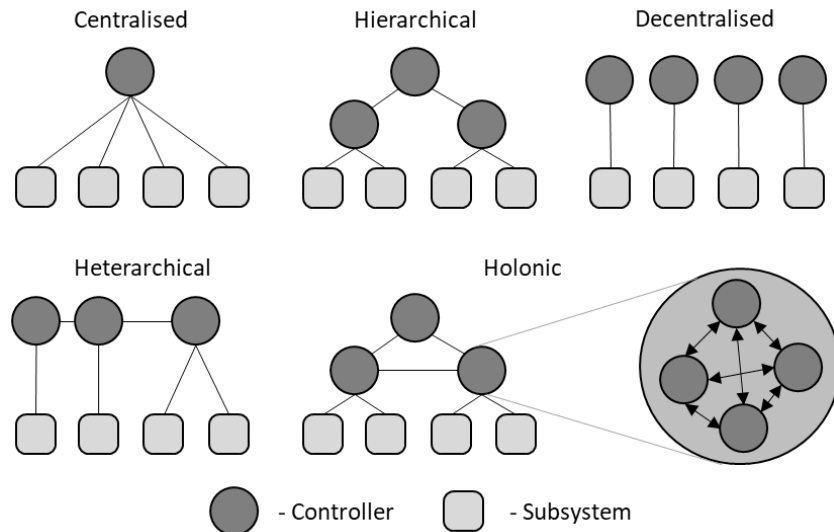 Centralised
Hierarchical
Decentralised
Heterarchical
Holonic
- Controller
- Subsystem